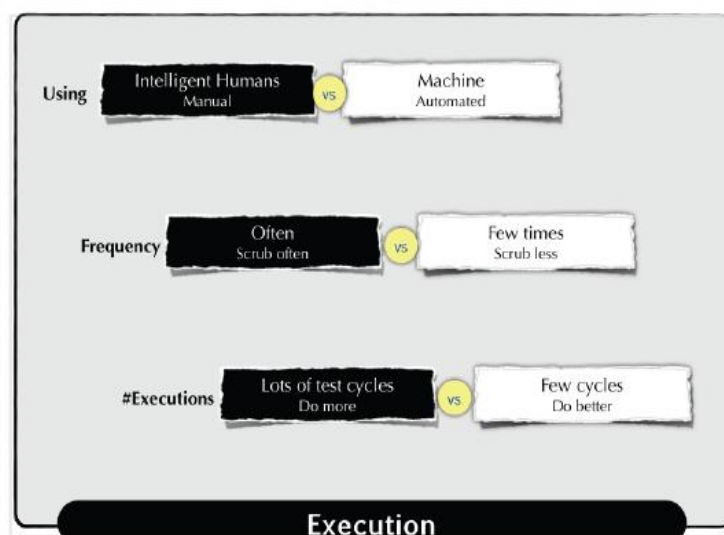 Using
Intelligent Humans
Manual
vs
Machine
Automated
Frequency
Often
Scrub often
vs
Few times
Scrub less
#Executions
Lots of test cycles
Do more
vs
Few cycles
Do better
Execution